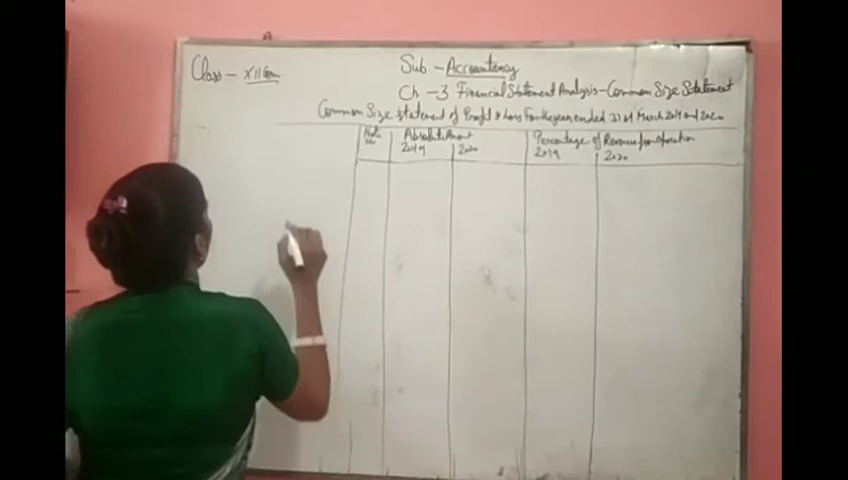 Class - XII Com.
Sub. - Accountancy
Ch - 3 Financial Statement Analysis - Common Size Statement
Common Size statement of Profit & Loss For the year ended 31st March 2019 and 2020
Note No
Absolute Amount
Percentage of Revenue from Operation
2019 2020 2019 2020